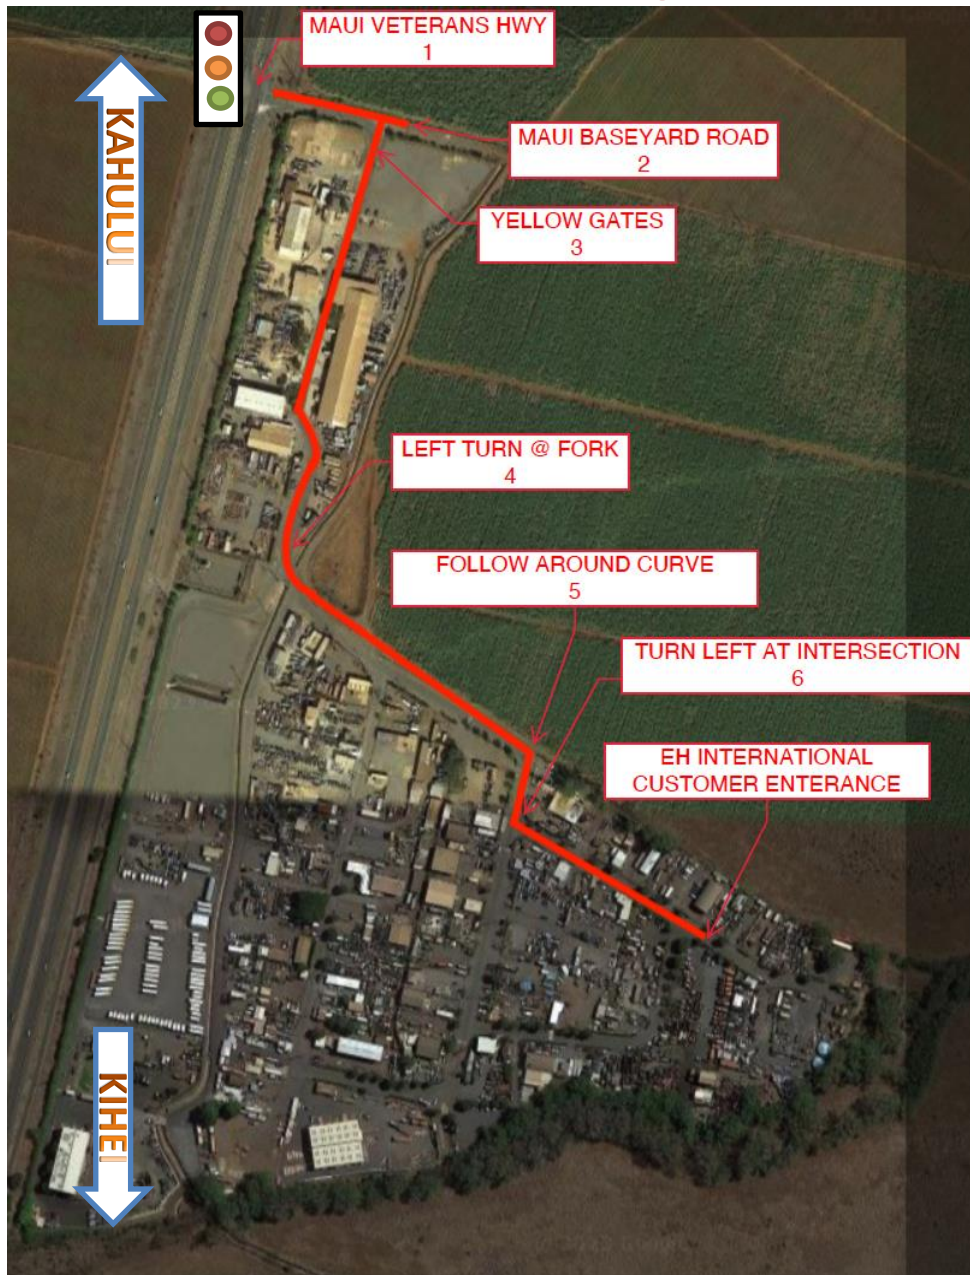 MAUI VETERANS HWY
1
KAHULUI
MAUI BASEYARD ROAD
2
YELLOW GATES
3
LEFT TURN @ FORK
4
FOLLOW AROUND CURVE
5
TURN LEFT AT INTERSECTION
6
EH INTERNATIONAL
CUSTOMER ENTERANCE
KIHEI